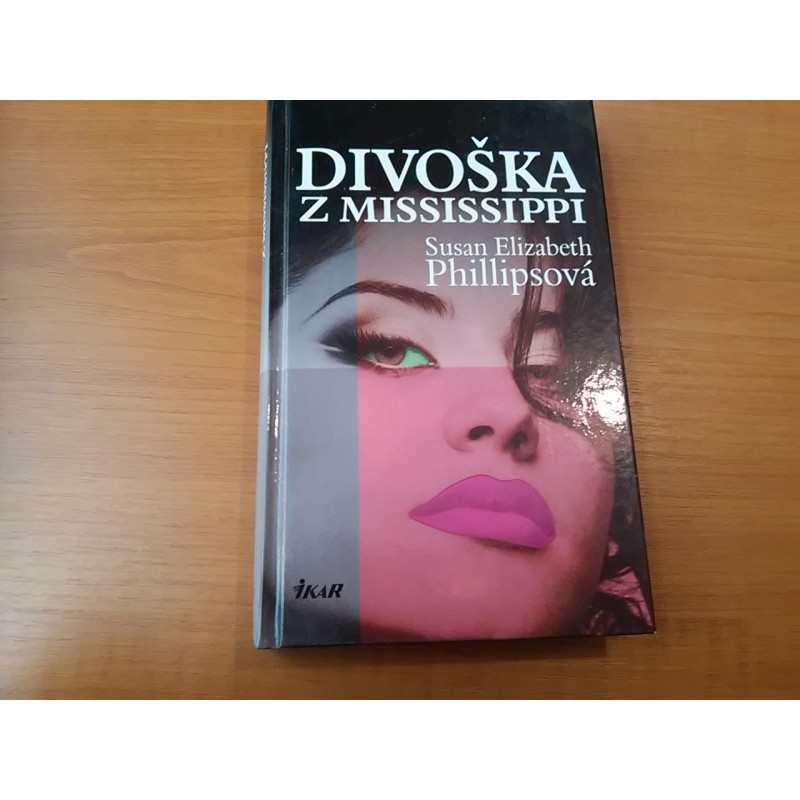 DIVOŠKA
Z MISSISSIPPI
Susan Elizabeth
Phillipsová
IKAR